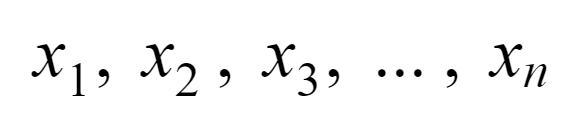 x₁, x₂ , x₃, ... , xₙ